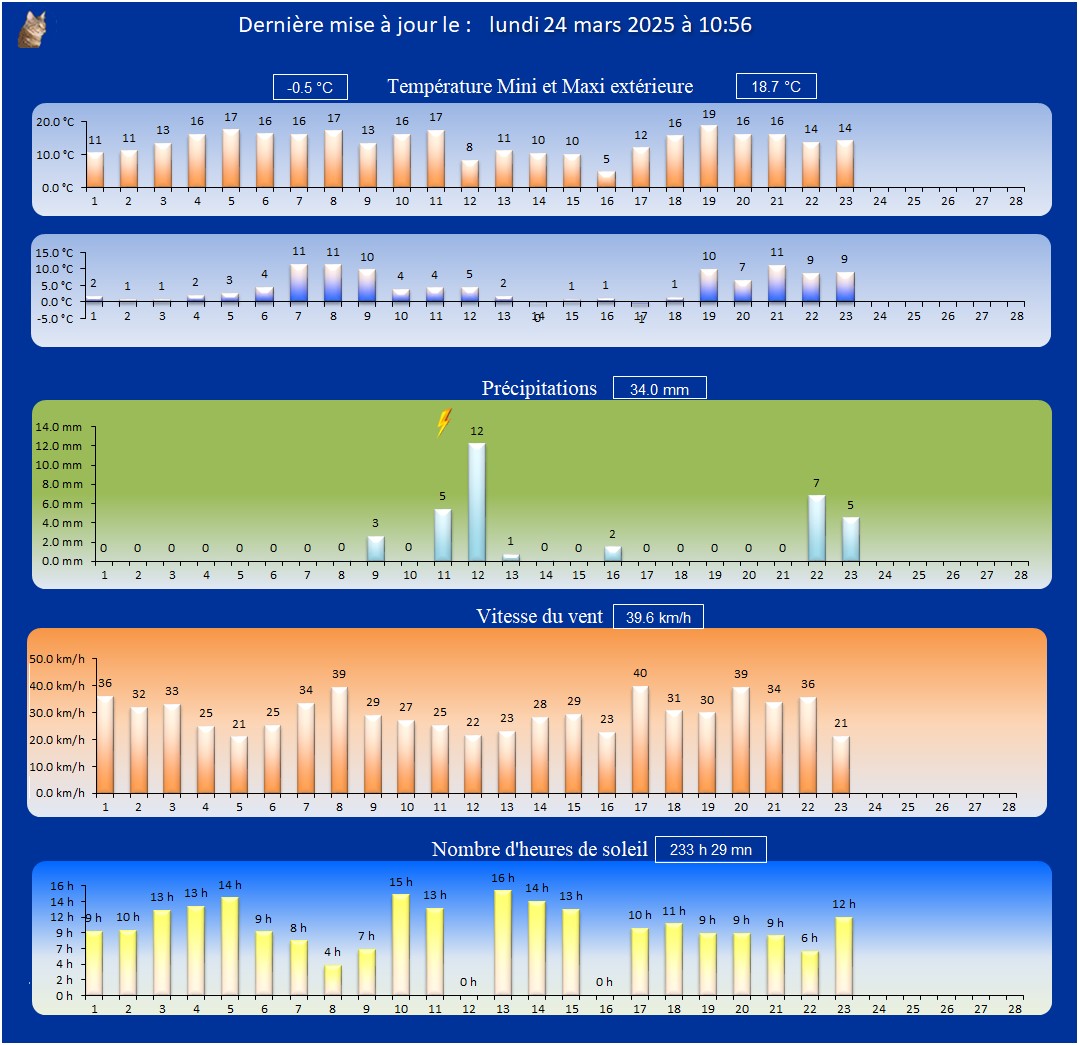 Dernière mise à jour le : lundi 24 mars 2025 à 10:56
-0.5 °C Température Mini et Maxi extérieure 18.7 °C
20.0 °C
10.0 °C
0.0 °C
11 11 13 16 17 16 16 17 13 16 17 8 11 10 10 5 12 16 19 16 16 14 14
1 2 3 4 5 6 7 8 9 10 11 12 13 14 15 16 17 18 19 20 21 22 23 24 25 26 27 28
15.0 °C
10.0 °C
5.0 °C
0.0 °C
-5.0 °C
2 1 1 2 3 4 11 11 10 4 4 5 2 0 1 1 1 1 10 7 11 9 9
1 2 3 4 5 6 7 8 9 10 11 12 13 14 15 16 17 18 19 20 21 22 23 24 25 26 27 28
Précipitations 34.0 mm
14.0 mm
12.0 mm
10.0 mm
8.0 mm
6.0 mm
4.0 mm
2.0 mm
0.0 mm
0 0 0 0 0 0 0 0 3 0 5 12 1 0 0 2 0 0 0 0 0 7 5
1 2 3 4 5 6 7 8 9 10 11 12 13 14 15 16 17 18 19 20 21 22 23 24 25 26 27 28
Vitesse du vent 39.6 km/h
50.0 km/h
40.0 km/h
30.0 km/h
20.0 km/h
10.0 km/h
0.0 km/h
36 32 33 25 21 25 34 39 29 27 25 22 23 28 29 23 40 31 30 39 34 36 21
1 2 3 4 5 6 7 8 9 10 11 12 13 14 15 16 17 18 19 20 21 22 23 24 25 26 27 28
Nombre d'heures de soleil 233 h 29 mn
16 h
14 h
12 h
9 h
7 h
4 h
2 h
0 h
9 h 10 h 13 h 13 h 14 h 9 h 8 h 4 h 7 h 15 h 13 h 0 h 16 h 14 h 13 h 0 h 10 h 11 h 9 h 9 h 9 h 6 h 12 h
1 2 3 4 5 6 7 8 9 10 11 12 13 14 15 16 17 18 19 20 21 22 23 24 25 26 27 28